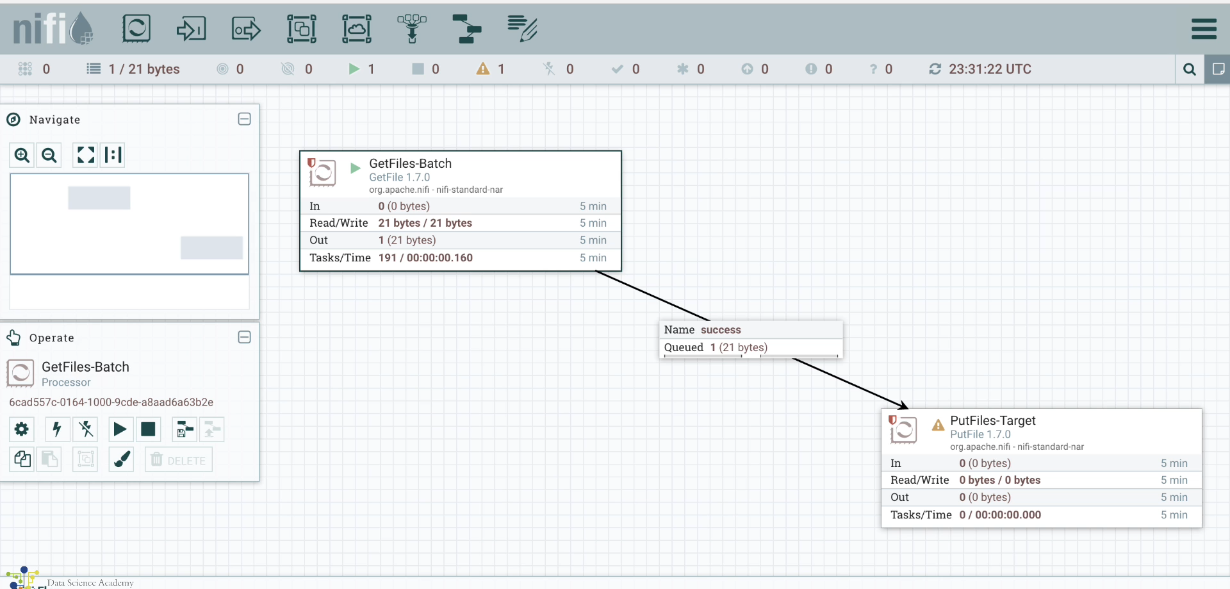 nifi
0 1 / 21 bytes 0 0 1 0 1 0 0 0 0 0 ? 0 23:31:22 UTC
Navigate
Operate
GetFiles-Batch
Processor
6cad557c-0164-1000-9cde-a8aad6a63b2e
DELETE
GetFiles-Batch
GetFile 1.7.0
org.apache.nifi - nifi-standard-nar
In 0 (0 bytes) 5 min
Read/Write 21 bytes / 21 bytes 5 min
Out 1 (21 bytes) 5 min
Tasks/Time 191 / 00:00:00.160 5 min
Name success
Queued 1 (21 bytes)
PutFiles-Target
PutFile 1.7.0
org.apache.nifi - nifi-standard-nar
In 0 (0 bytes) 5 min
Read/Write 0 bytes / 0 bytes 5 min
Out 0 (0 bytes) 5 min
Tasks/Time 0 / 00:00:00.000 5 min
Data Science Academy